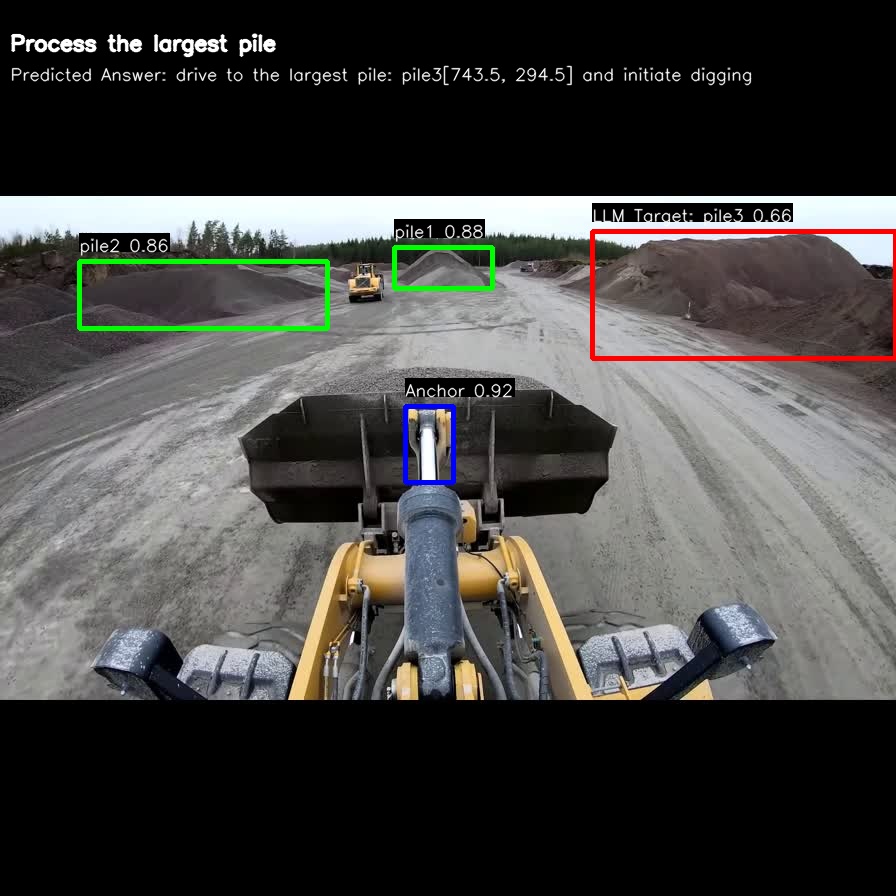 Process the largest pile
Predicted Answer: drive to the largest pile: pile3[743.5, 294.5] and initiate digging
LLM Target: pile3 0.66
pile1 0.88
pile2 0.86
Anchor 0.92